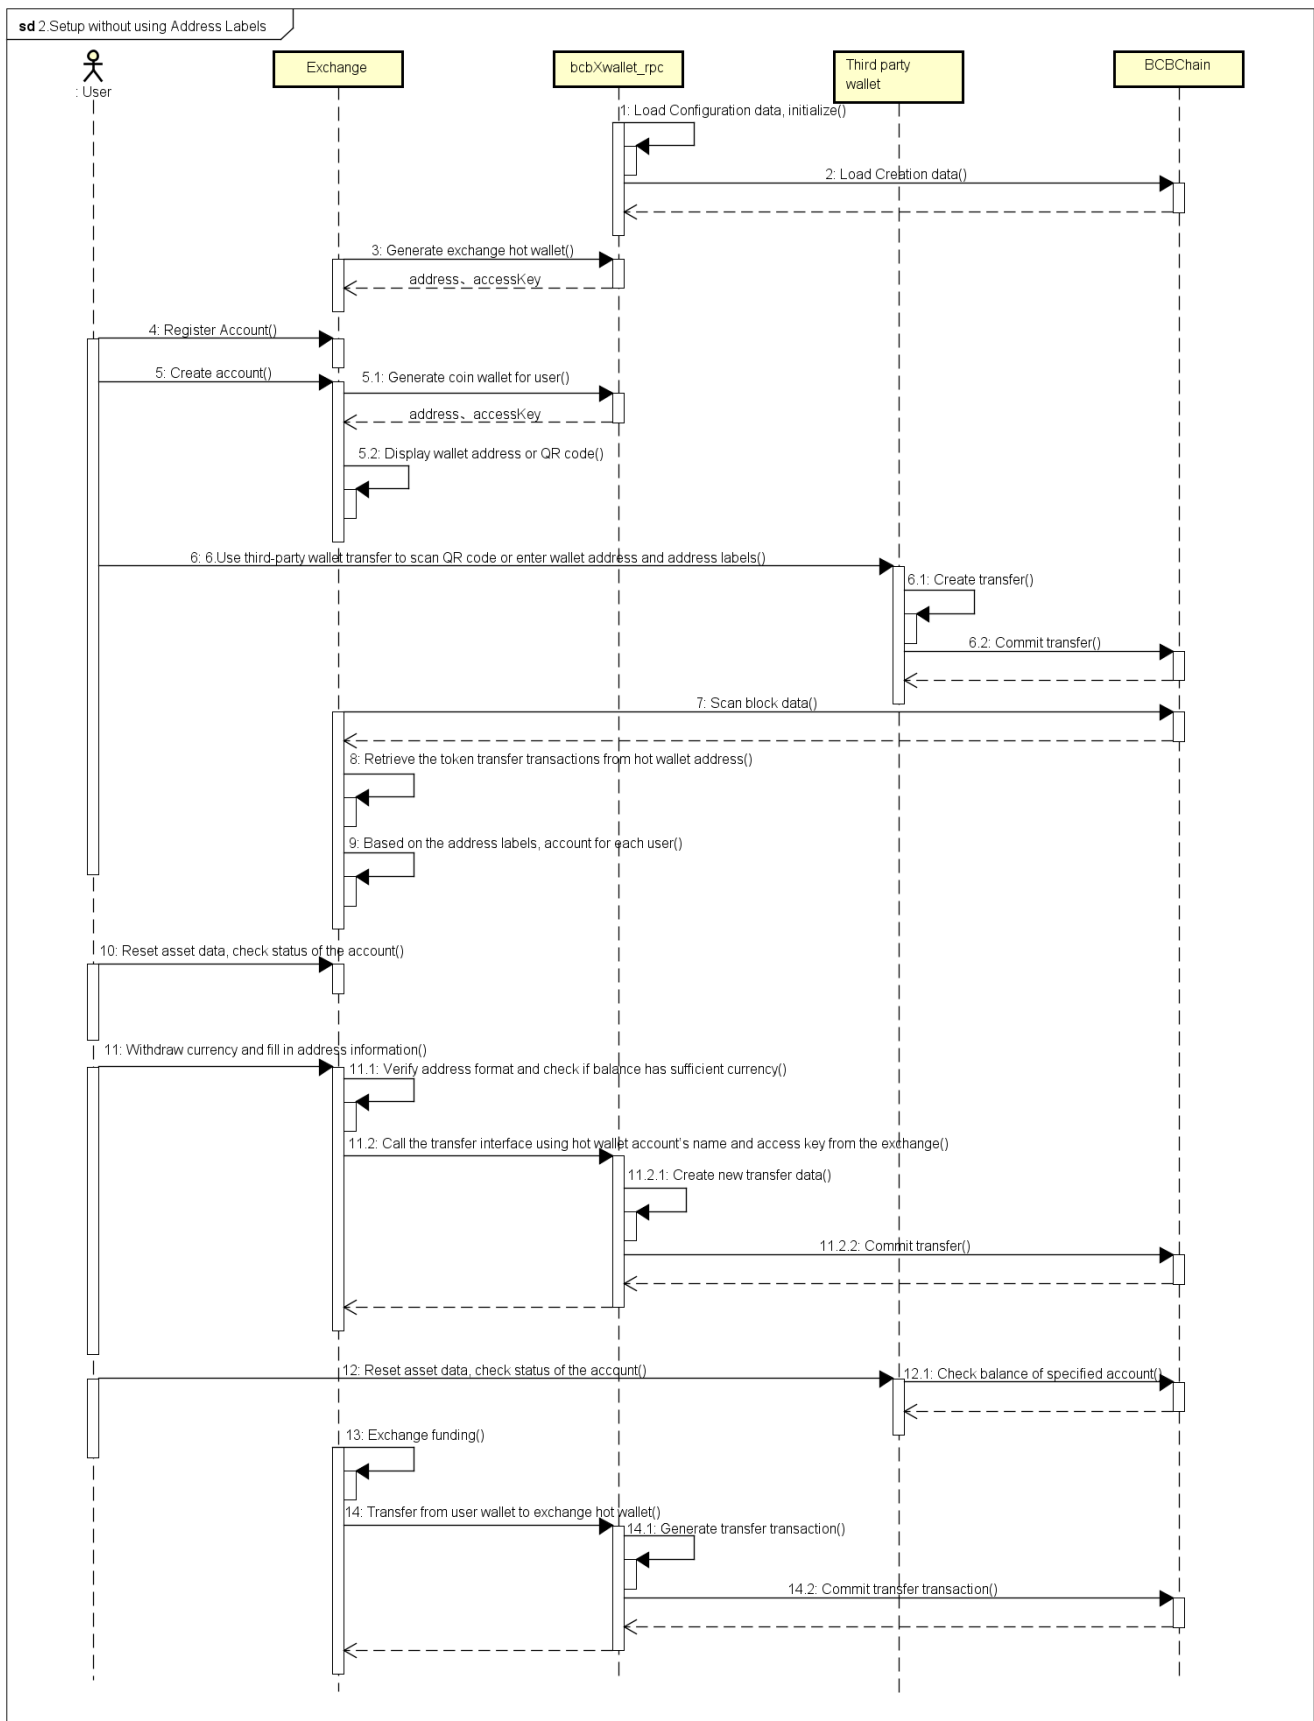 sd 2.Setup without using Address Labels
: User
Exchange
bcbXwallet_rpc
Third party
wallet
BCBChain
1: Load Configuration data, initialize()
2: Load Creation data()
3: Generate exchange hot wallet()
address、accessKey
4: Register Account()
5: Create account()
5.1: Generate coin wallet for user()
address、accessKey
5.2: Display wallet address or QR code()
6: 6.Use third-party wallet transfer to scan QR code or enter wallet address and address labels()
6.1: Create transfer()
6.2: Commit transfer()
7: Scan block data()
8: Retrieve the token transfer transactions from hot wallet address()
9: Based on the address labels, account for each user()
10: Reset asset data, check status of the account()
11: Withdraw currency and fill in address information()
11.1: Verify address format and check if balance has sufficient currency()
11.2: Call the transfer interface using hot wallet account's name and access key from the exchange()
11.2.1: Create new transfer data()
11.2.2: Commit transfer()
12: Reset asset data, check status of the account()
12.1: Check balance of specified account()
13: Exchange funding()
14: Transfer from user wallet to exchange hot wallet()
14.1: Generate transfer transaction()
14.2: Commit transfer transaction()